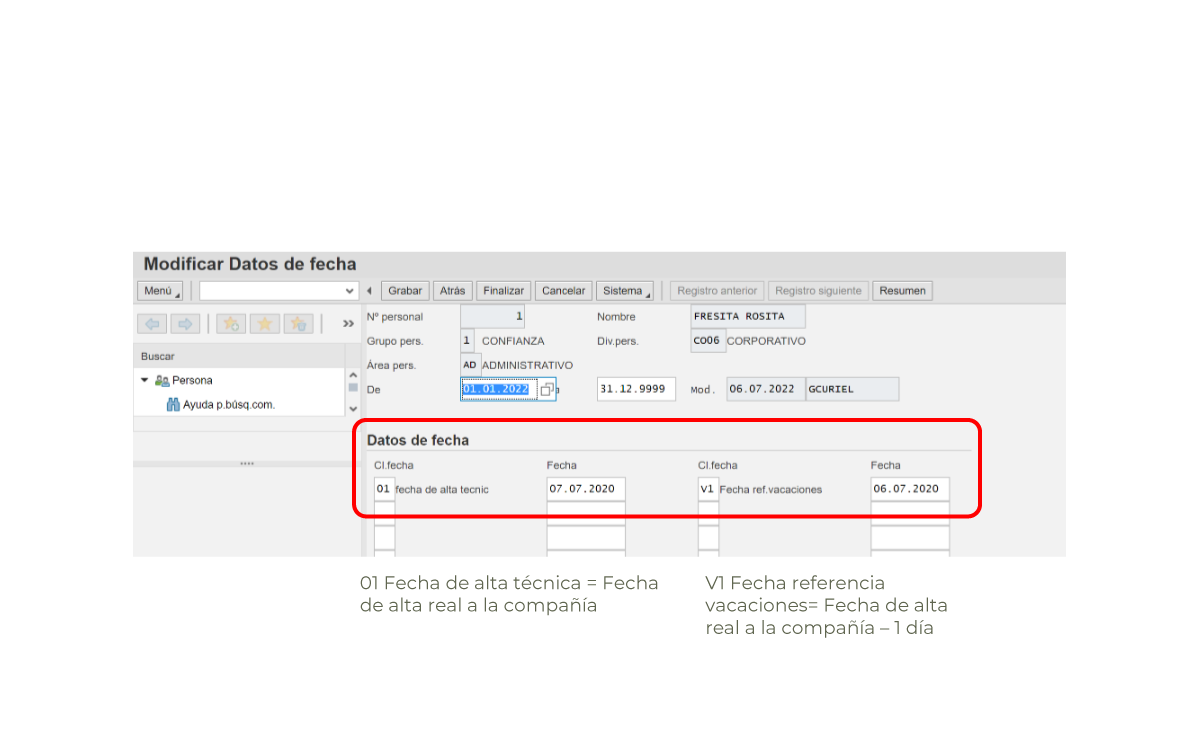 Modificar Datos de fecha
Menú Grabar Atrás Finalizar Cancelar Sistema Registro anterior Registro siguiente Resumen
Nº personal 1 Nombre FRESITA ROSITA
Grupo pers. 1 CONFIANZA Div.pers. CO06 CORPORATIVO
Buscar
Área pers. AD ADMINISTRATIVO
Persona
De 01.01.2022 31.12.9999 Mod. 06.07.2022 GCURIEL
Ayuda p.búsq.com.
Datos de fecha
Cl.fecha Fecha Cl.fecha Fecha
01 fecha de alta tecnic 07.07.2020 V1 Fecha ref.vacaciones 06.07.2020
01 Fecha de alta técnica = Fecha
de alta real a la compañía
V1 Fecha referencia
vacaciones= Fecha de alta
real a la compañía – 1 día